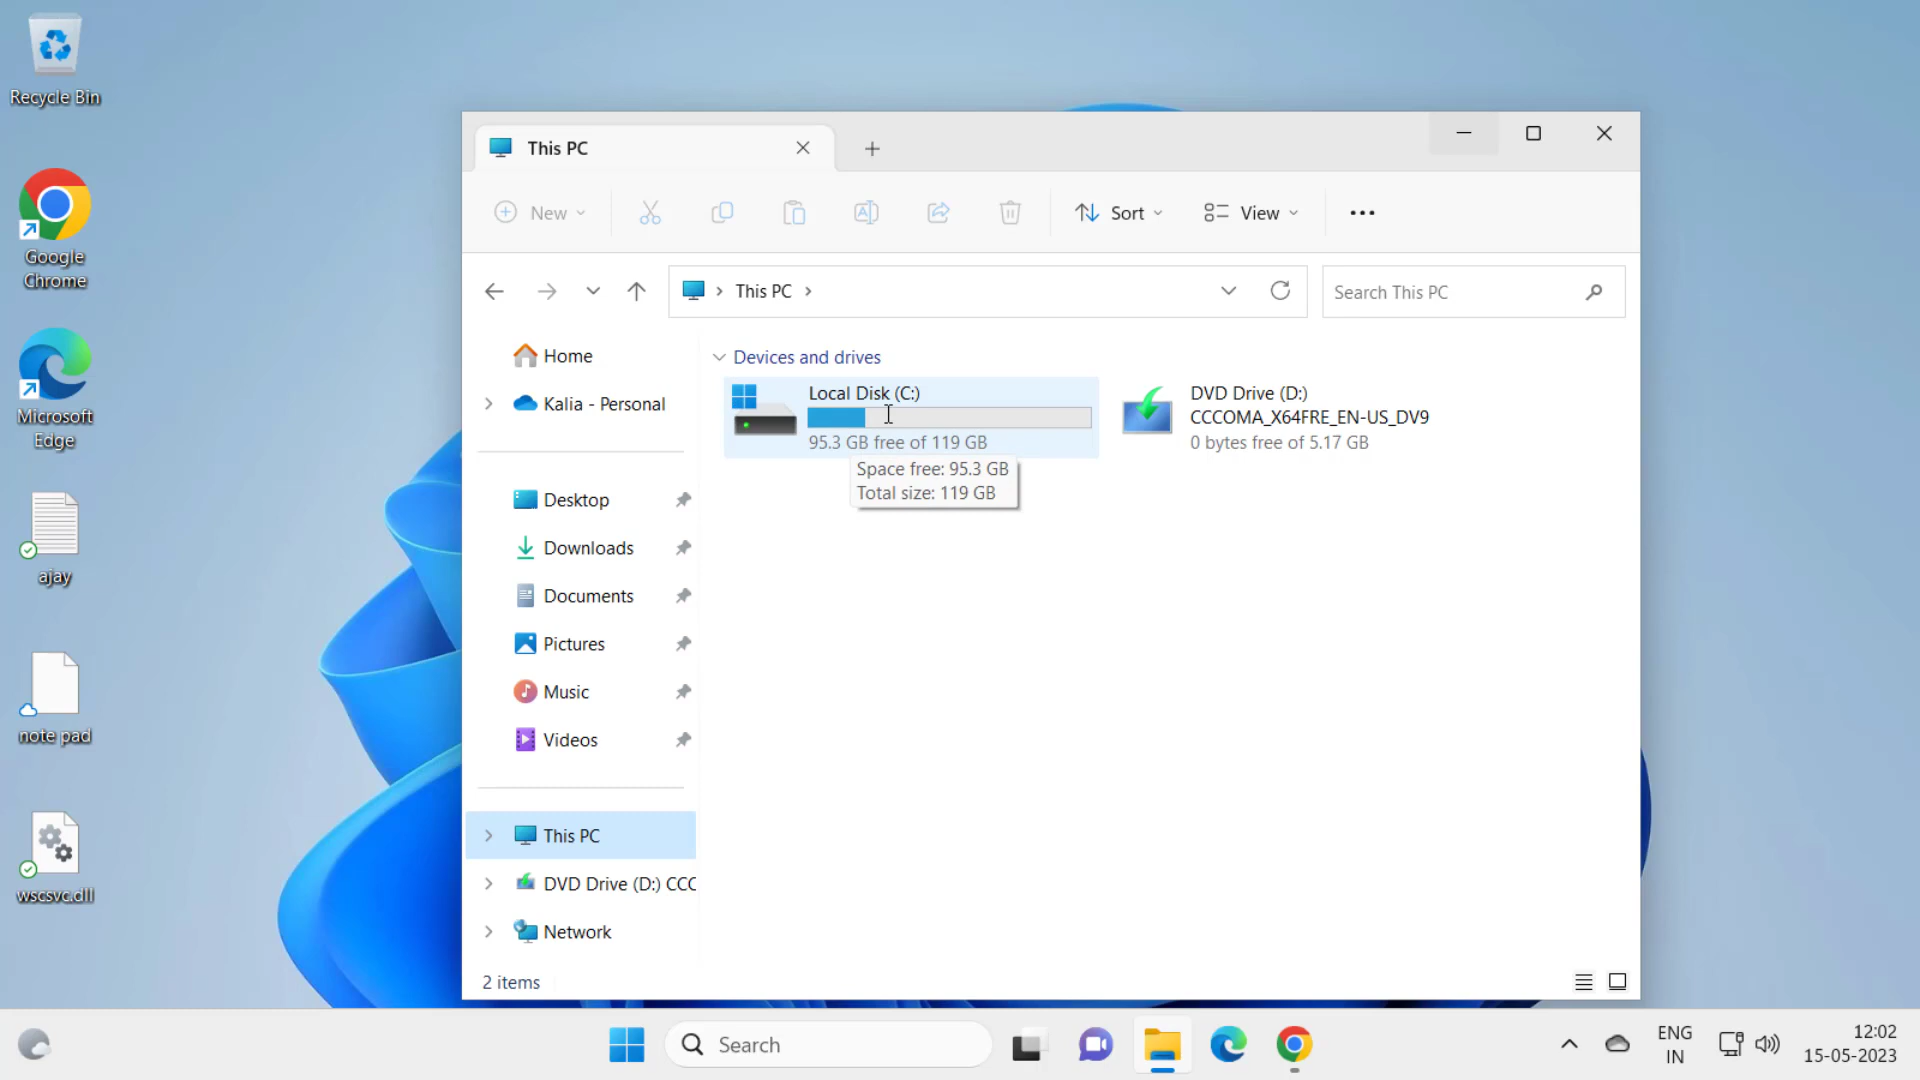 Recycle Bin
Google
Chrome
Microsoft
Edge
ajay
note pad
wscsvc.dll
This PC
New
Sort
View
This PC
Search This PC
Home
Kalia - Personal
Desktop
Downloads
Documents
Pictures
Music
Videos
This PC
DVD Drive (D:) CCC
Network
Devices and drives
Local Disk (C:)
95.3 GB free of 119 GB
Space free: 95.3 GB
Total size: 119 GB
DVD Drive (D:)
CCCOMA_X64FRE_EN-US_DV9
0 bytes free of 5.17 GB
2 items
Search
ENG
IN
12:02
15-05-2023